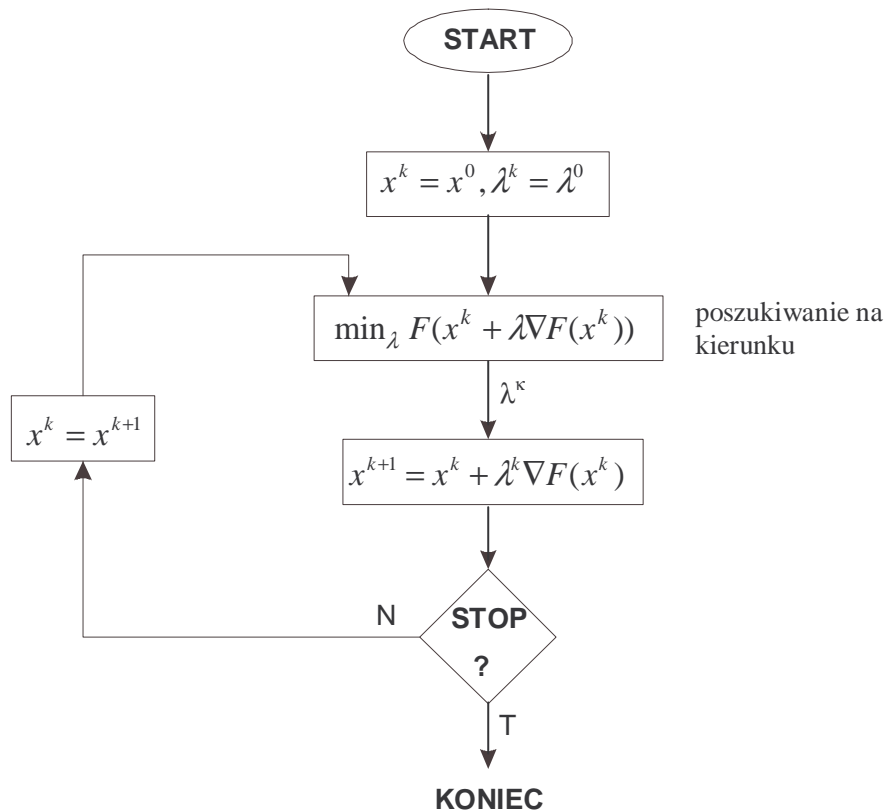 START
x^k = x^0, λ^k = λ^0
min_λ F(x^k + λ∇F(x^k))
poszukiwanie na
kierunku
λ^κ
x^k = x^{k+1}
x^{k+1} = x^k + λ^k∇F(x^k)
N
STOP
?
T
KONIEC